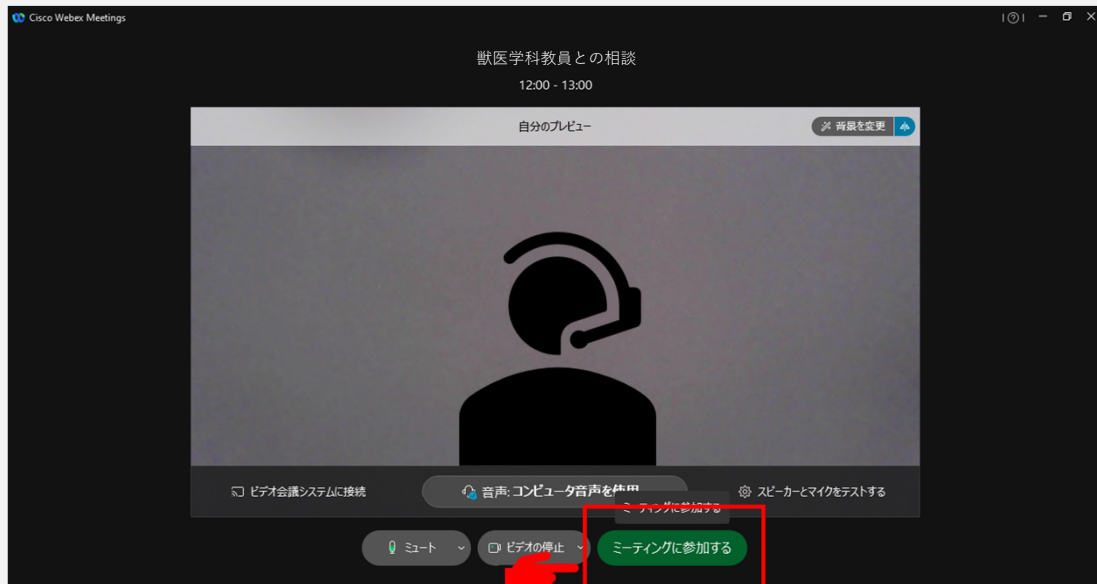 Cisco Webex Meetings
獣医学科教員との相談
12:00 - 13:00
自分のプレビュー
背景を変更
ビデオ会議システムに接続
音声: コンピュータ音声を使用
スピーカーとマイクをテストする
ミーティングに参加する
ミュート
ビデオの停止
ミーティングに参加する